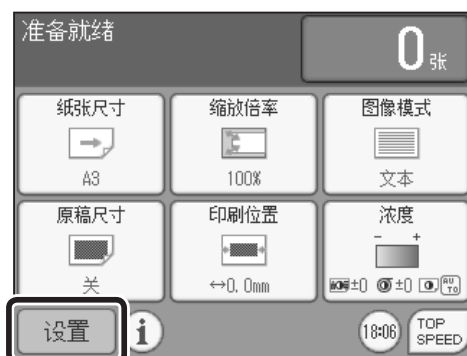 准备就绪
0张
纸张尺寸
缩放倍率
图像模式
A3
100%
文本
原稿尺寸
印刷位置
浓度
- +
关
↔0.0mm
±0 ±0 AUTO
设置
i
18:06
TOP
SPEED